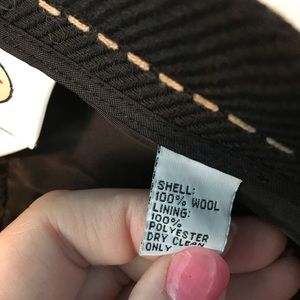 SHELL:
100% WOOL
LINING:
100%
POLYESTER
DRY CLEAN
ONLY